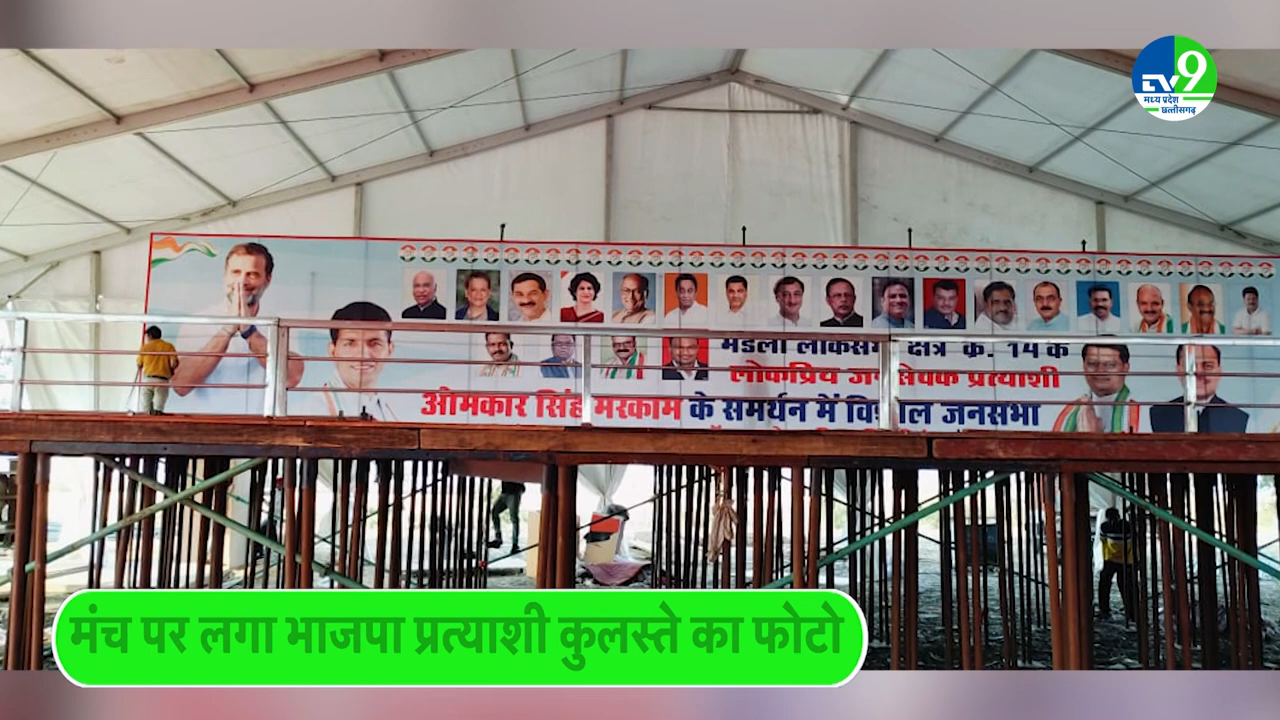 TV9
मध्य प्रदेश
छत्तीसगढ़
मंडला लोकसभा क्षेत्र क्र. 14 के
लोकप्रिय जनसेवक प्रत्याशी
ओमकार सिंह मरकाम के समर्थन में विशाल जनसभा
मंच पर लगा भाजपा प्रत्याशी कुलस्ते का फोटो